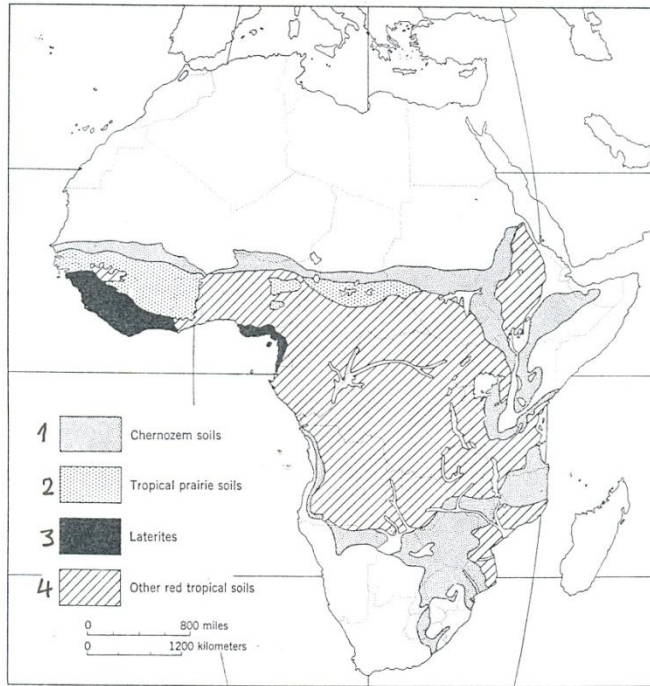 1 Chernozem soils
2 Tropical prairie soils
3 Laterites
4 Other red tropical soils
0 800 miles
0 1200 kilometers